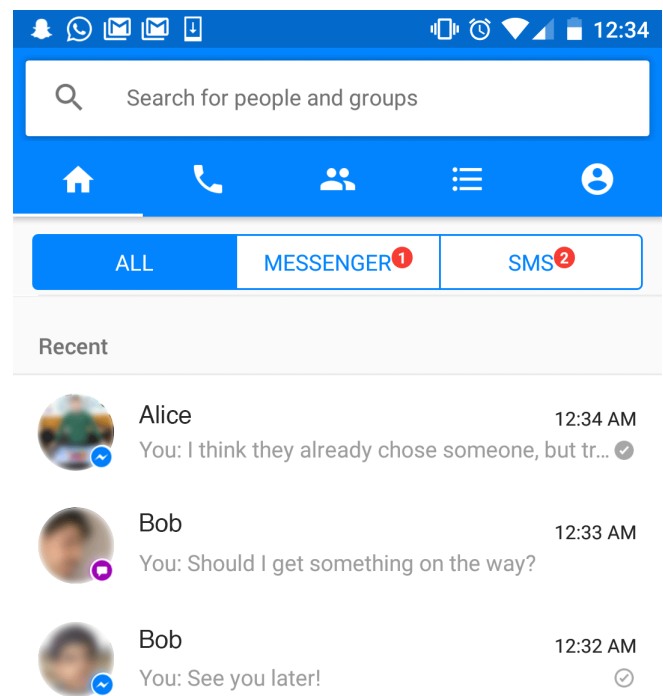 12:34
Search for people and groups
ALL MESSENGER 1 SMS 2
Recent
Alice 12:34 AM
You: I think they already chose someone, but tr...
Bob 12:33 AM
You: Should I get something on the way?
Bob 12:32 AM
You: See you later!